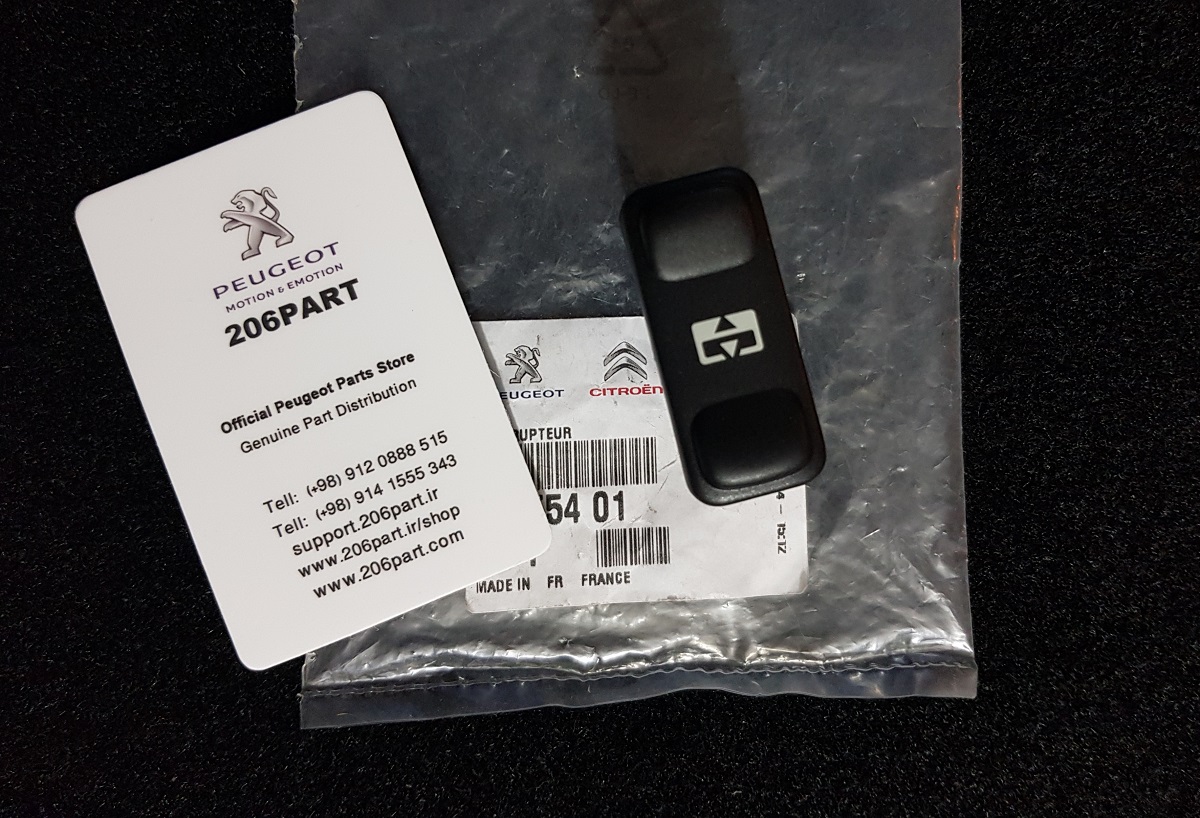 PEUGEOT
MOTION & EMOTION
206PART
Official Peugeot Parts Store
Genuine Part Distribution
Tell: (+98) 912 0888 515
Tell: (+98) 914 1555 343
support.206part.ir
www.206part.ir/shop
www.206part.com
EUGEOT
CITROËN
UPTEUR
54 01
MADE IN FR FRANCE